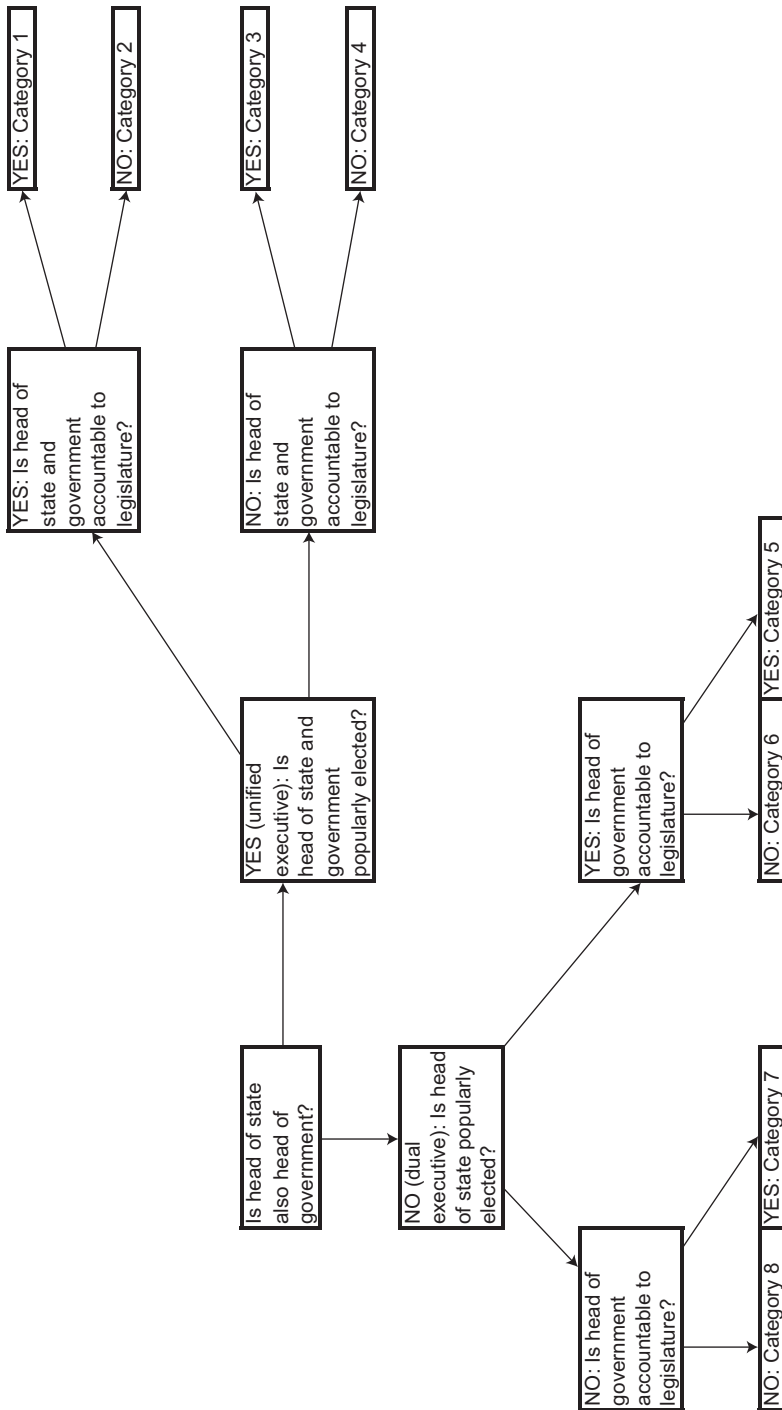 Is head of state
also head of
government?
YES (unified
executive): Is
head of state and
government
popularly elected?
YES: Is head of
state and
government
accountable to
legislature?
YES: Category 1
NO: Category 2
NO: Is head of
state and
government
accountable to
legislature?
YES: Category 3
NO: Category 4
NO (dual
executive): Is head
of state popularly
elected?
YES: Is head of
government
accountable to
legislature?
YES: Category 5
NO: Category 6
NO: Is head of
government
accountable to
legislature?
YES: Category 7
NO: Category 8